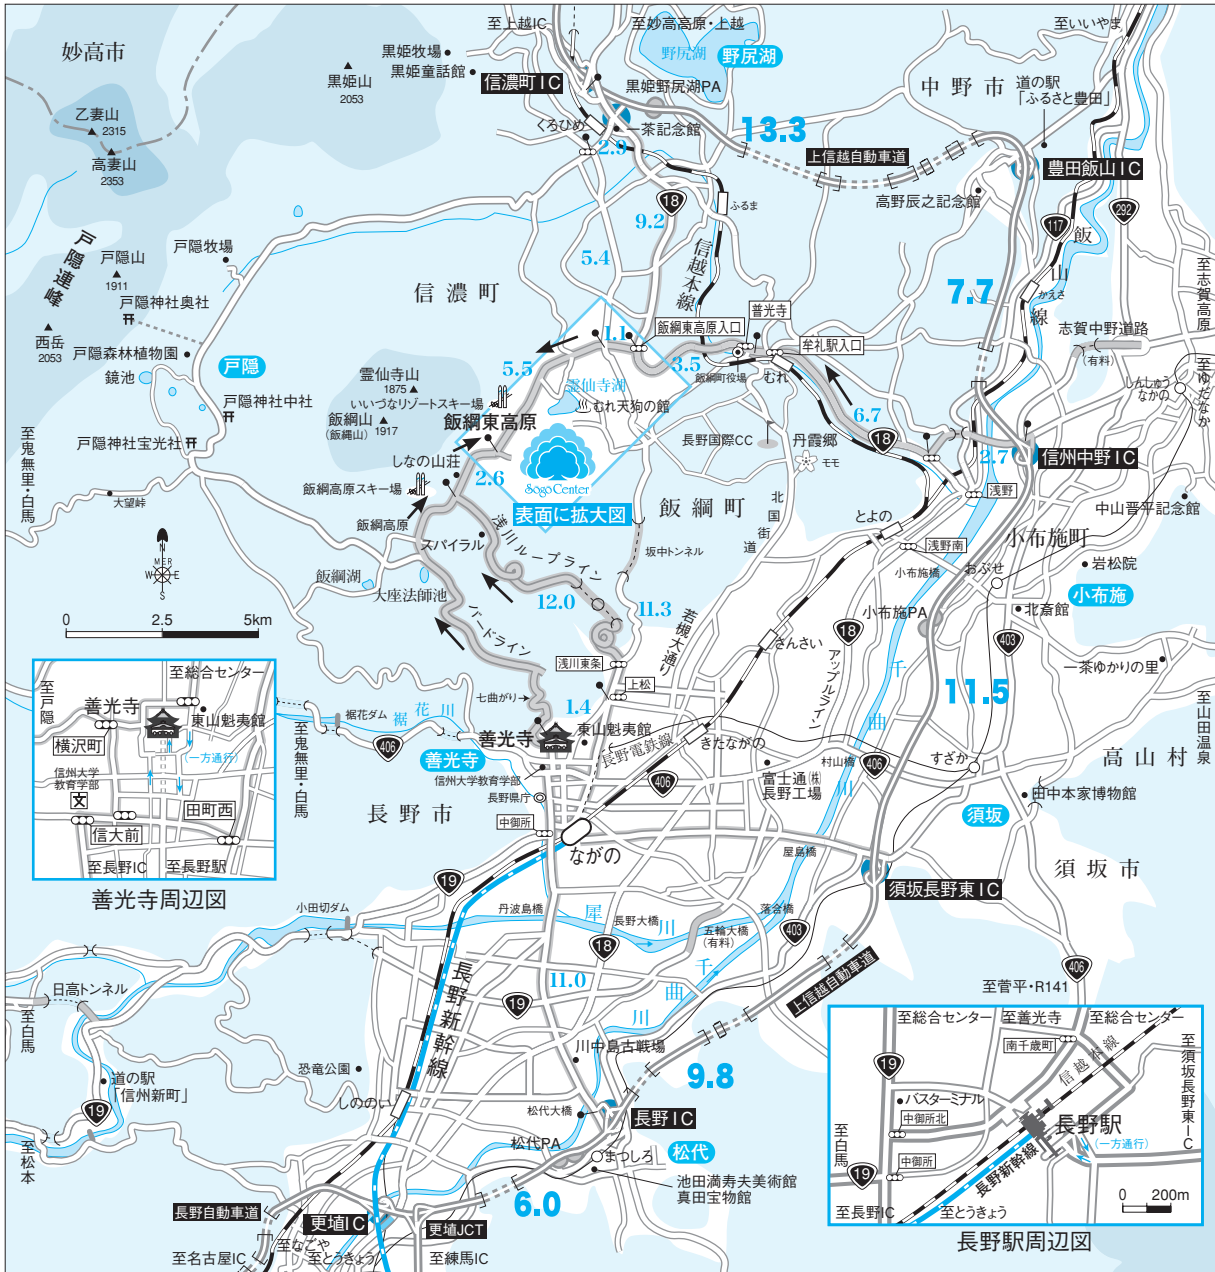 至上越IC
至妙高高原・上越
至いいやま
妙高市
黒姫牧場
黒姫童話館
野尻湖
野尻湖
信濃町IC
黒姫山
2053
黒姫野尻湖PA
中野市
道の駅
「ふるさと豊田」
乙妻山
2315
高妻山
2353
くろひめ
一茶記念館
2.9
13.3
上信越自動車道
豊田飯山IC
高野辰之記念館
18
9.2
ふるま
117
292
飯山線
戸隠連峰
戸隠牧場
戸隠山
1911
戸隠神社奥社
西岳
2053
戸隠森林植物園
鏡池
戸隠
戸隠神社中社
戸隠神社宝光社
至鬼無里・白馬
大望峠
信濃町
5.4
信越本線
7.7
かえさ
至志賀高原
志賀中野道路
(有料)
普光寺
飯綱東高原入口
牟礼駅入口
1.1
3.5
5.5
飯綱町役場
むれ
しんしゅう
なかの
至ゆだなか
霊仙寺山
1875
いいづなリゾートスキー場
飯綱山
(飯縄山)
1917
霊仙寺湖
むれ天狗の館
飯綱東高原
6.7
18
長野国際CC
丹霞郷
モモ
2.7
信州中野IC
しなの山荘
2.6
Sogo Center
表面に拡大図
飯綱高原スキー場
飯綱町
北国街道
浅野
中山晋平記念館
飯綱高原
スパイラル
浅川ループライン
坂中トンネル
とよの
浅野南
小布施町
岩松院
おぶせ
小布施橋
N
METER
W
E
S
飯綱湖
大座法師池
12.0
11.3
小布施PA
北斎館
小布施
0
2.5
5km
バードライン
若槻大通り
さんさい
18
アップルライン
403
一茶ゆかりの里
浅川東条
上松
千曲川
11.5
七曲がり
1.4
至山田温泉
至戸隠
至総合センター
善光寺
東山魁夷館
横沢町
(一方通行)
信州大学
教育学部
文
田町西
信大前
至長野IC
至長野駅
善光寺周辺図
裾花ダム
裾花川
406
至鬼無里・白馬
善光寺
善光寺
東山魁夷館
長野電鉄線
きたながの
村山橋
406
すざか
高山村
信州大学教育学部
長野県庁
406
富士通㈱
長野工場
田中本家博物館
長野市
中御所
ながの
須坂
屋島橋
須坂長野東IC
須坂市
19
小田切ダム
丹波島橋
犀川
長野大橋
18
五輪大橋
(有料)
落合橋
403
長野新幹線
11.0
千曲川
上信越自動車道
406
至菅平・R141
日高トンネル
至白馬
19
川中島古戦場
9.8
道の駅
「信州新町」
19
恐竜公園
しののい
松代大橋
長野IC
至松本
松代PA
まつしろ
松代
池田満寿夫美術館
真田宝物館
6.0
長野自動車道
更埴IC
更埴JCT
至なごや
至とうきょう
至名古屋IC
至練馬IC
至総合センター
至善光寺
至総合センター
南千歳町
信越本線
至須坂長野東IC
19
バスターミナル
中御所北
長野駅
至白馬
中御所
(一方通行)
長野新幹線
19
0
200m
至長野IC
至とうきょう
長野駅周辺図